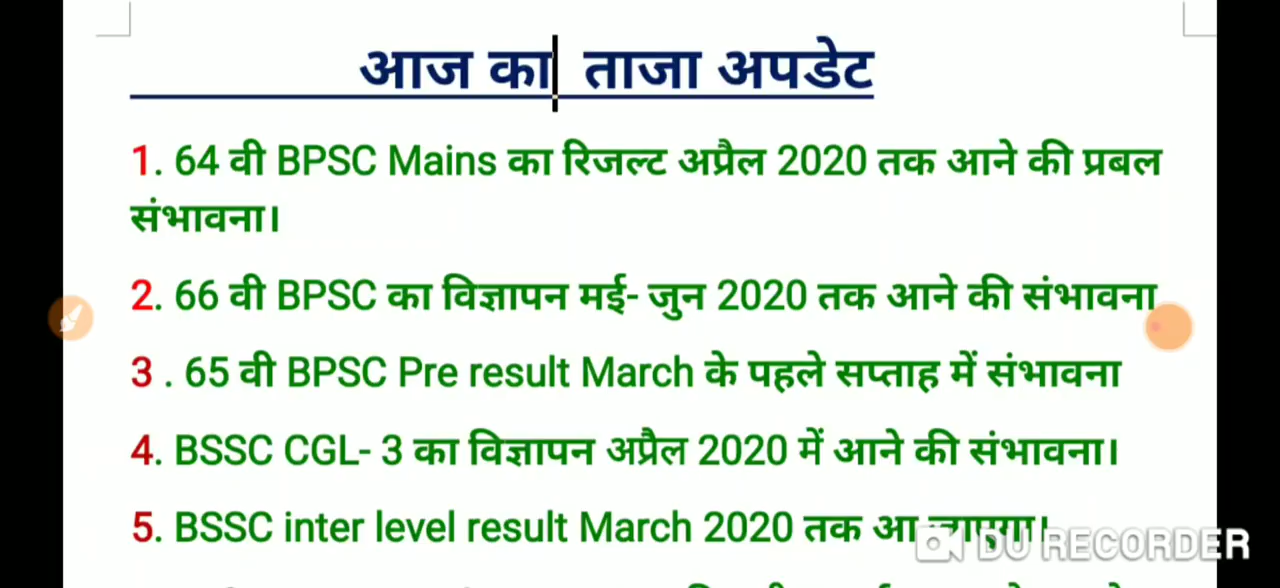 आज का ताजा अपडेट
1. 64 वी BPSC Mains का रिजल्ट अप्रैल 2020 तक आने की प्रबल
संभावना।
2. 66 वी BPSC का विज्ञापन मई- जुन 2020 तक आने की संभावना
3 . 65 वी BPSC Pre result March के पहले सप्ताह में संभावना
4. BSSC CGL- 3 का विज्ञापन अप्रैल 2020 में आने की संभावना।
5. BSSC inter level result March 2020 तक आ जाएगा।
DU RECORDER